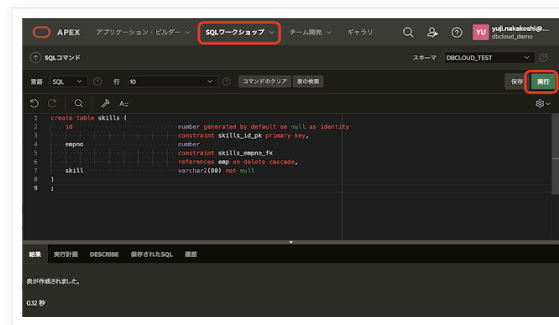 APEX アプリケーション・ビルダー SQLワークショップ チーム開発 ギャラリ YU yuji.nakakoshi@...
dbcloud_demo
SQLコマンド スキーマ DBCLOUD_TEST
言語 SQL 行 10 コマンドのクリア 表の検索 保存 実行
1 create table skills (
2 id number generated by default on null as identity
3 constraint skills_id_pk primary key,
4 empno number
5 constraint skills_empno_fk
6 references emp on delete cascade,
7 skill varchar2(80) not null
8 )
9 ;
結果 実行計画 DESCRIBE 保存されたSQL 履歴
表が作成されました。
0.12 秒